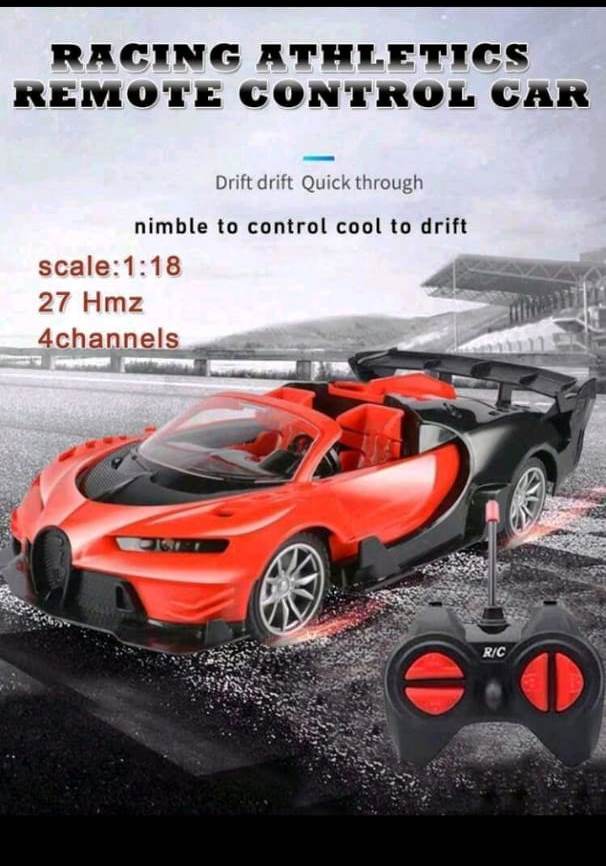 RACING ATHLETICS
REMOTE CONTROL CAR
Drift drift Quick through
nimble to control cool to drift
scale:1:18
27 Hmz
4channels
R/C